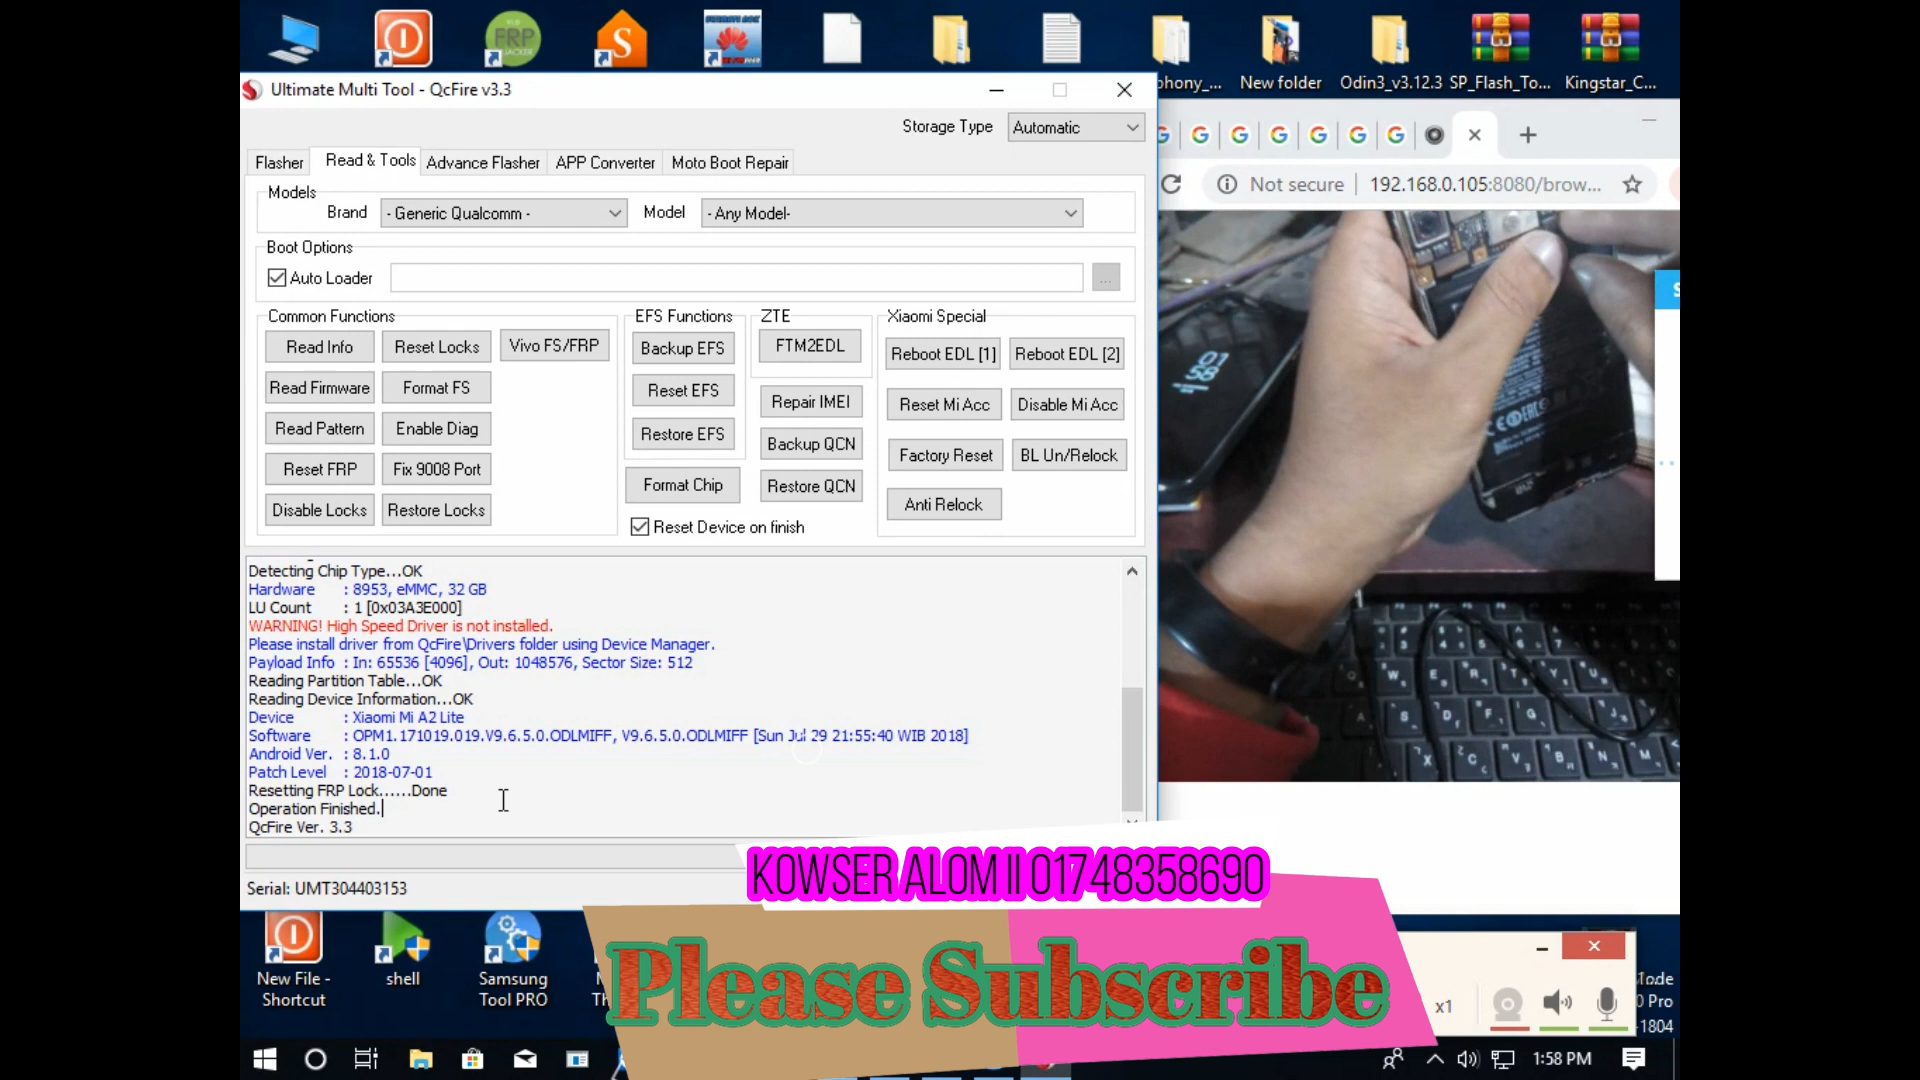 phony_...
New folder
Odin3_v3.12.3
SP_Flash_To...
Kingstar_C...
Ultimate Multi Tool - QcFire v3.3
Storage Type
Automatic
Flasher
Read & Tools
Advance Flasher
APP Converter
Moto Boot Repair
Not secure
192.168.0.105:8080/brow...
Models
Brand
- Generic Qualcomm -
Model
- Any Model-
Boot Options
Auto Loader
...
Common Functions
Read Info
Reset Locks
Vivo FS/FRP
Read Firmware
Format FS
Read Pattern
Enable Diag
Reset FRP
Fix 9008 Port
Disable Locks
Restore Locks
EFS Functions
Backup EFS
Reset EFS
Restore EFS
Format Chip
Reset Device on finish
ZTE
FTM2EDL
Repair IMEI
Backup QCN
Restore QCN
Xiaomi Special
Reboot EDL [1]
Reboot EDL [2]
Reset Mi Acc
Disable Mi Acc
Factory Reset
BL Un/Relock
Anti Relock
Detecting Chip Type...OK
Hardware : 8953, eMMC, 32 GB
LU Count : 1 [0x03A3E000]
WARNING! High Speed Driver is not installed.
Please install driver from QcFire\Drivers folder using Device Manager.
Payload Info : In: 65536 [4096], Out: 1048576, Sector Size: 512
Reading Partition Table...OK
Reading Device Information...OK
Device : Xiaomi Mi A2 Lite
Software : OPM1.171019.019.V9.6.5.0.ODLMIFF, V9.6.5.0.ODLMIFF [Sun Jul 29 21:55:40 WIB 2018]
Android Ver. : 8.1.0
Patch Level : 2018-07-01
Resetting FRP Lock......Done
Operation Finished.
QcFire Ver. 3.3
Serial: UMT304403153
KOWSER ALOM II 01748358690
Please Subscribe
New File - Shortcut
shell
Samsung Tool PRO
x1
1:58 PM